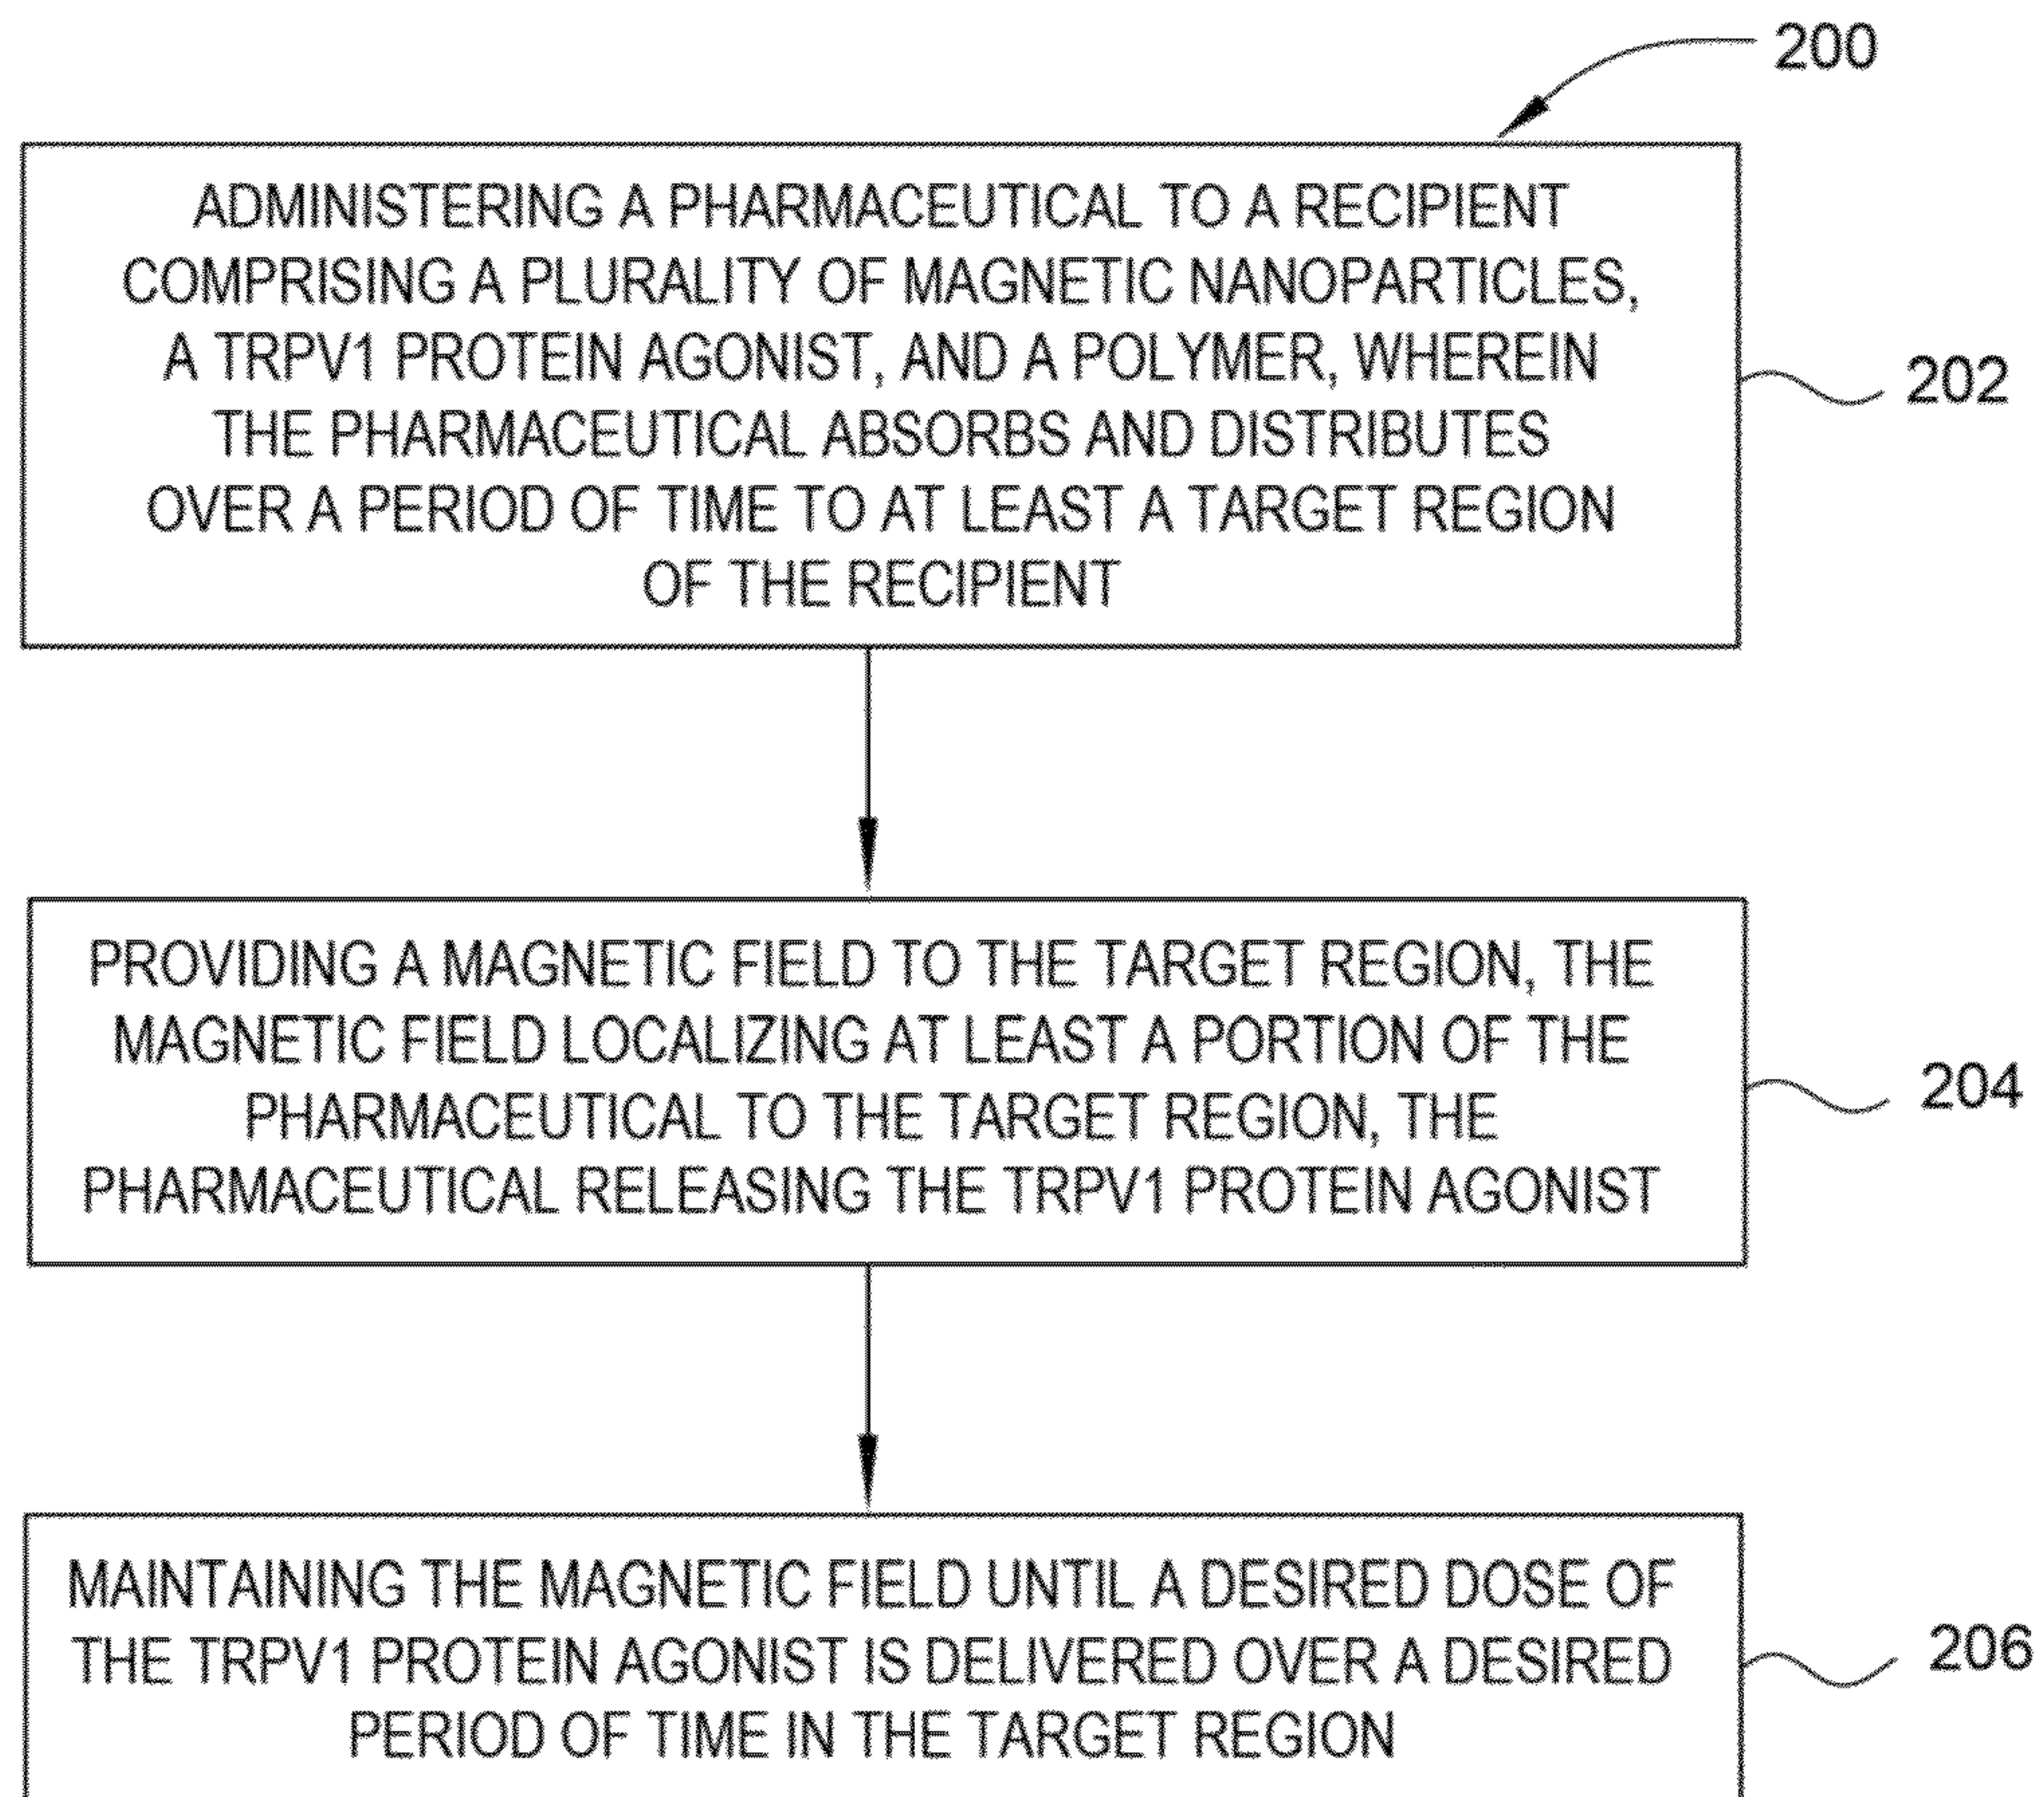 200
ADMINISTERING A PHARMACEUTICAL TO A RECIPIENT
COMPRISING A PLURALITY OF MAGNETIC NANOPARTICLES,
A TRPV1 PROTEIN AGONIST, AND A POLYMER, WHEREIN
THE PHARMACEUTICAL ABSORBS AND DISTRIBUTES
OVER A PERIOD OF TIME TO AT LEAST A TARGET REGION
OF THE RECIPIENT
202
PROVIDING A MAGNETIC FIELD TO THE TARGET REGION, THE
MAGNETIC FIELD LOCALIZING AT LEAST A PORTION OF THE
PHARMACEUTICAL TO THE TARGET REGION, THE
PHARMACEUTICAL RELEASING THE TRPV1 PROTEIN AGONIST
204
MAINTAINING THE MAGNETIC FIELD UNTIL A DESIRED DOSE OF
THE TRPV1 PROTEIN AGONIST IS DELIVERED OVER A DESIRED
PERIOD OF TIME IN THE TARGET REGION
206